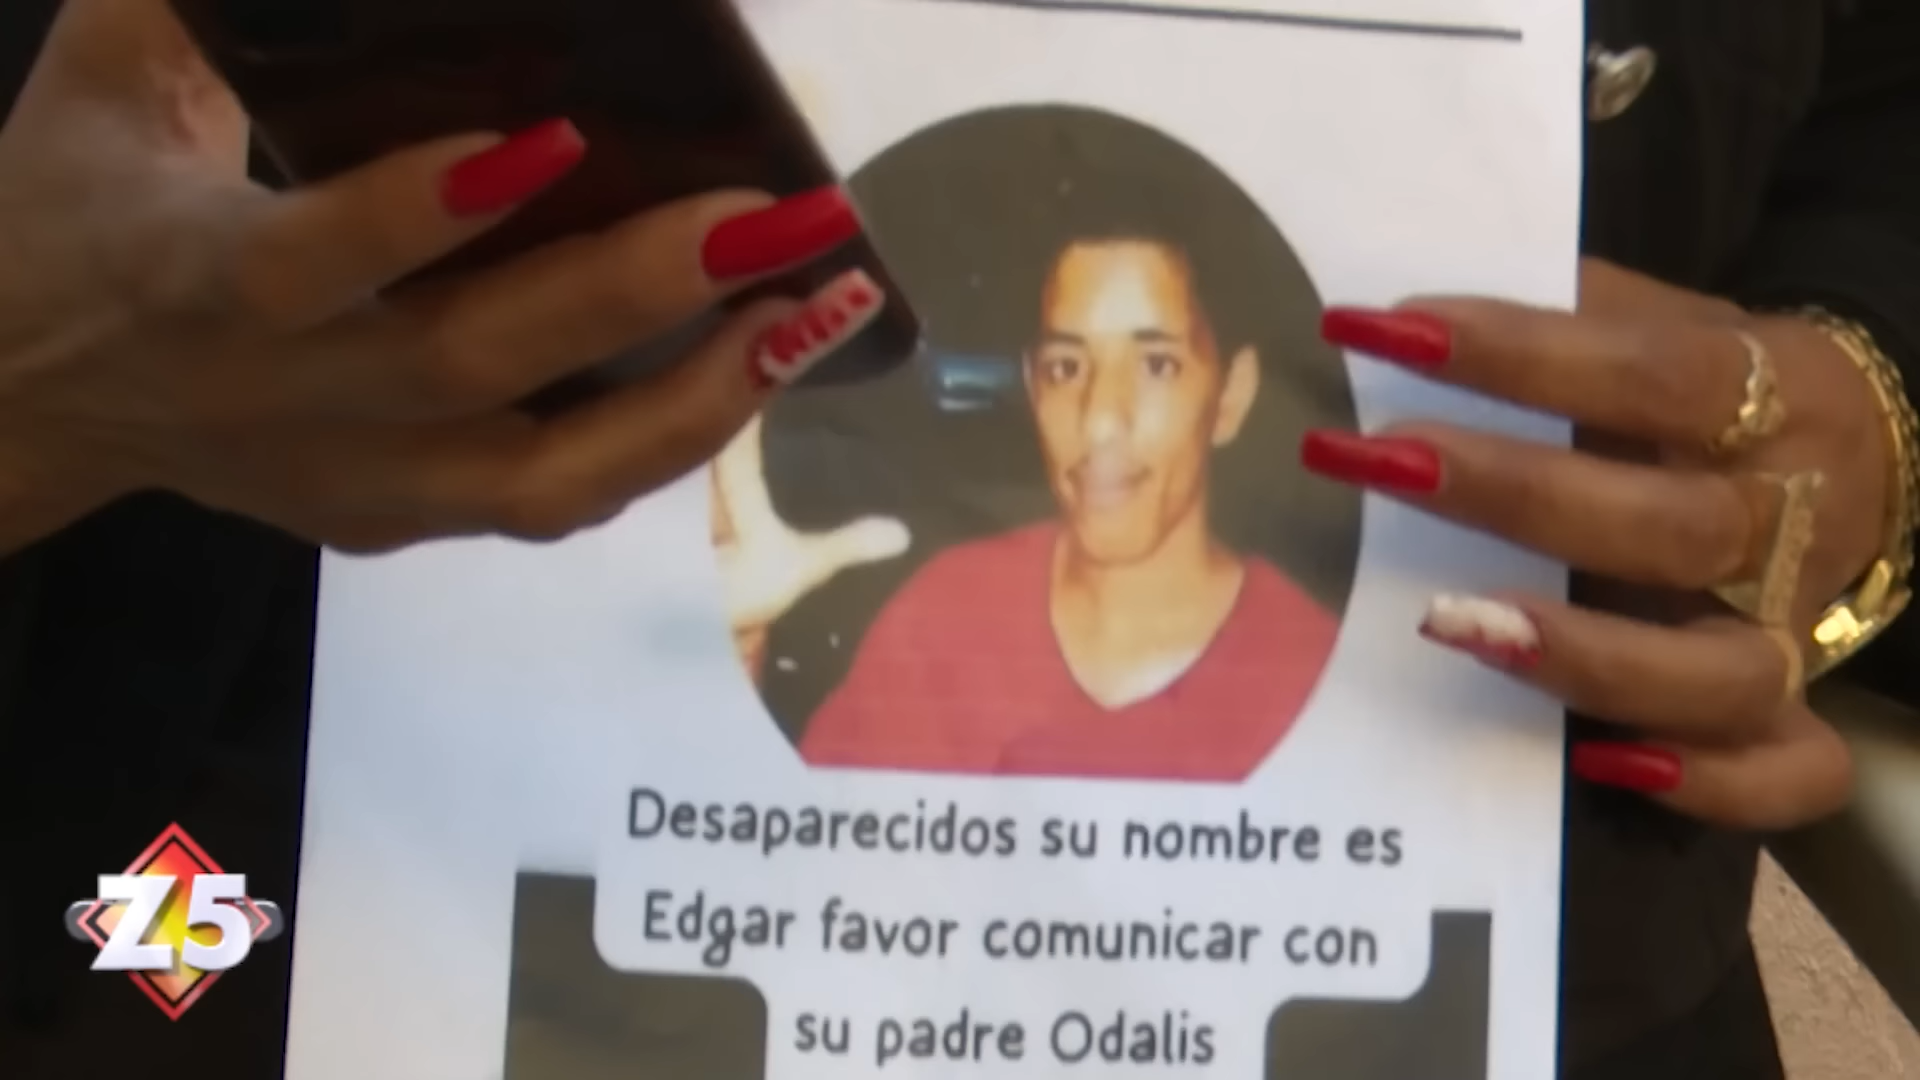 Desaparecidos su nombre es
Edgar favor comunicar con
su padre Odalis
Z5